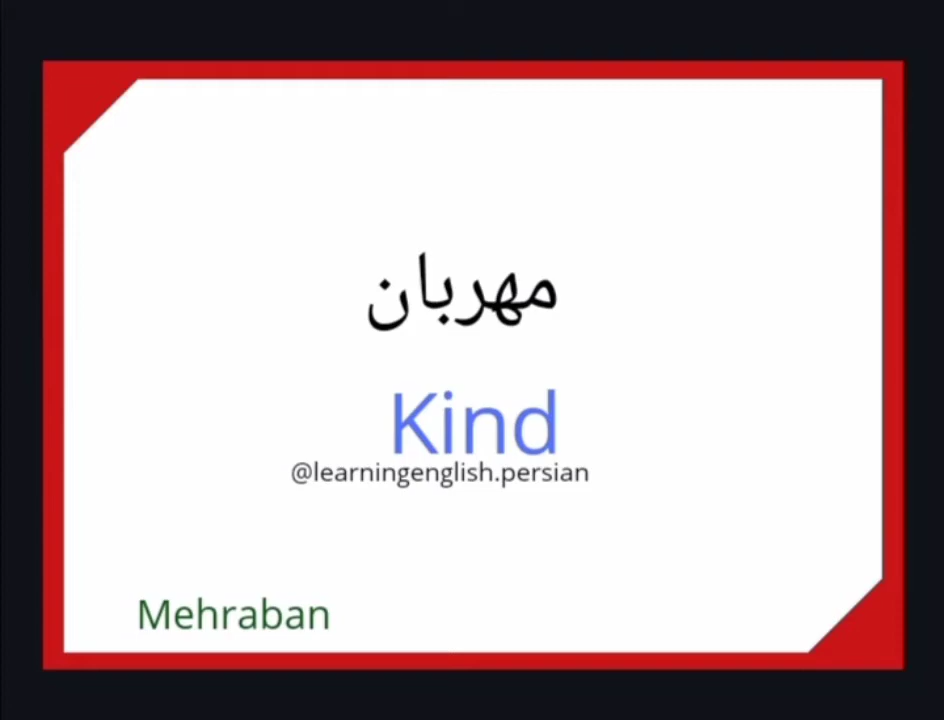 مهربان
Kind
@learningenglish.persian
Mehraban